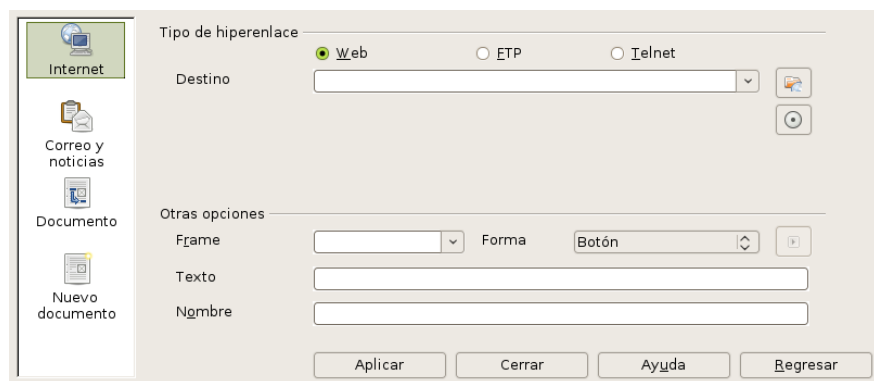 Internet
Correo y
noticias
Documento
Nuevo
documento
Tipo de hiperenlace
Web FTP Telnet
Destino
Otras opciones
Frame Forma Botón
Texto
Nombre
Aplicar Cerrar Ayuda Regresar